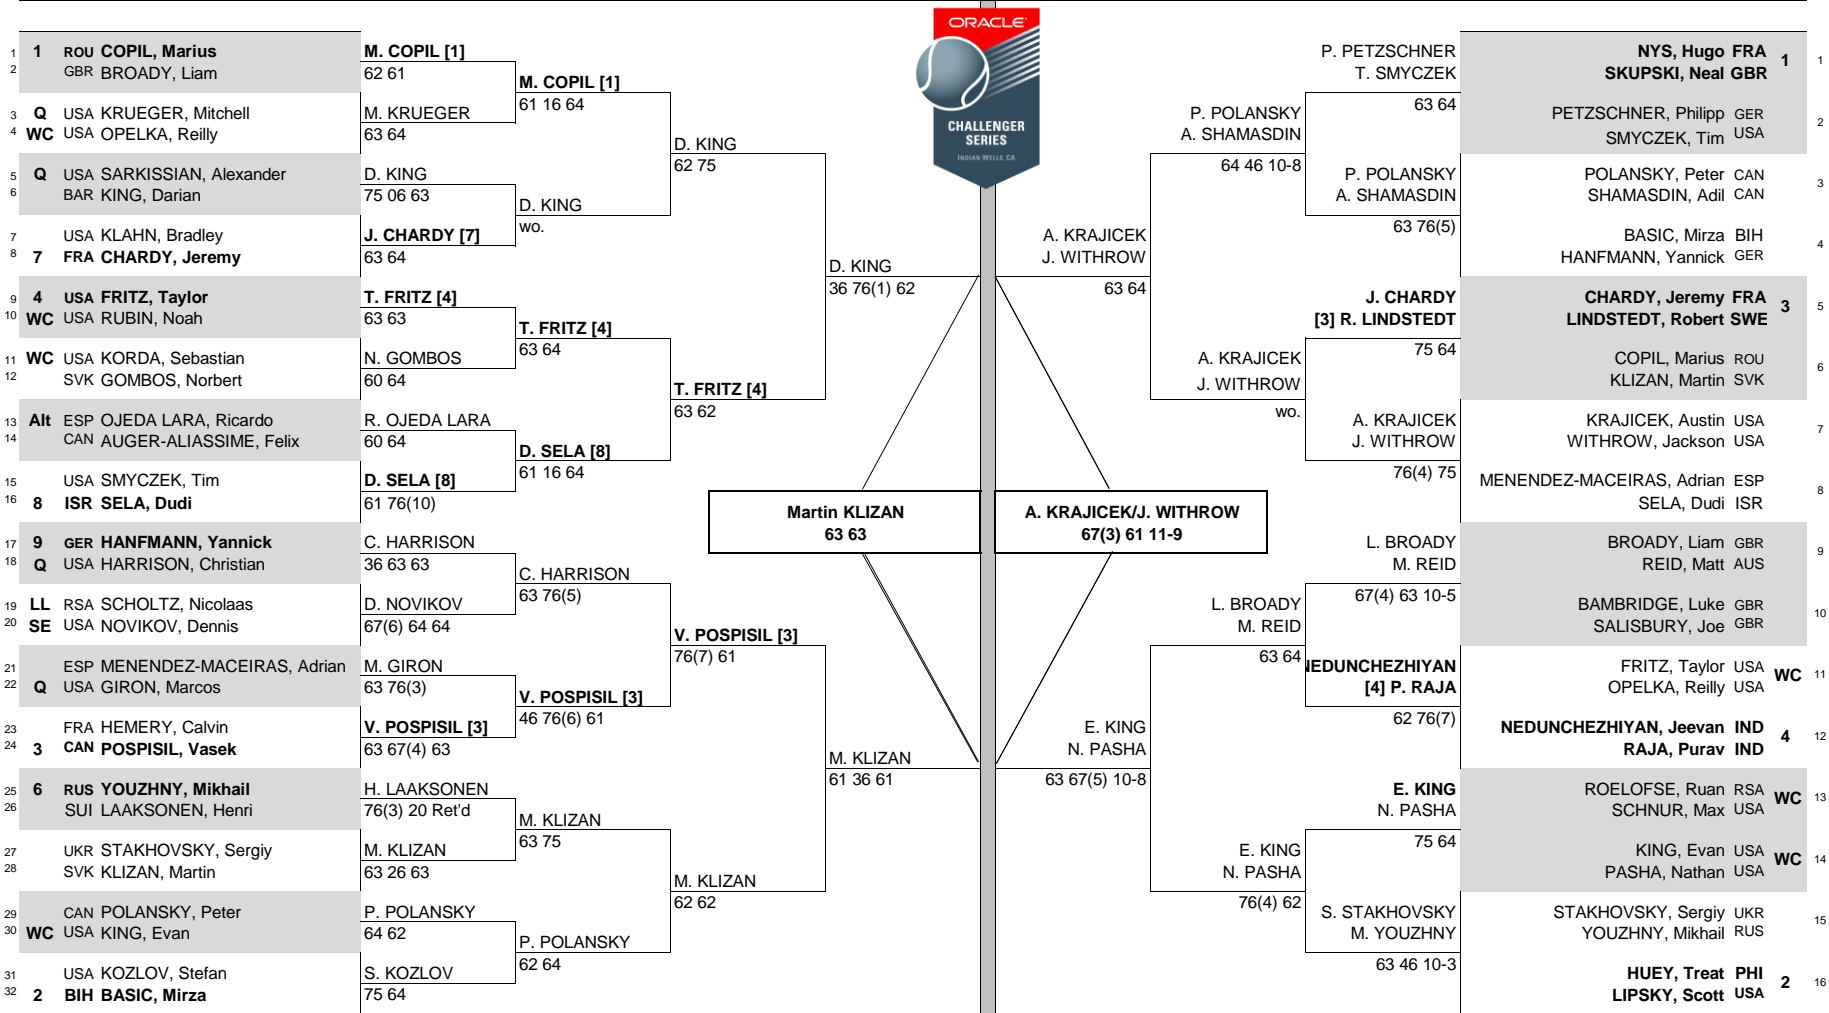 ORACLE
CHALLENGER
SERIES
INDIAN WELLS, CA
1 1 ROU COPIL, Marius
2 GBR BROADY, Liam
3 Q USA KRUEGER, Mitchell
4 WC USA OPELKA, Reilly
5 Q USA SARKISSIAN, Alexander
6 BAR KING, Darian
7 USA KLAHN, Bradley
8 7 FRA CHARDY, Jeremy
9 4 USA FRITZ, Taylor
10 WC USA RUBIN, Noah
11 WC USA KORDA, Sebastian
12 SVK GOMBOS, Norbert
13 Alt ESP OJEDA LARA, Ricardo
14 CAN AUGER-ALIASSIME, Felix
15 USA SMYCZEK, Tim
16 8 ISR SELA, Dudi
17 9 GER HANFMANN, Yannick
18 Q USA HARRISON, Christian
19 LL RSA SCHOLTZ, Nicolaas
20 SE USA NOVIKOV, Dennis
21 ESP MENENDEZ-MACEIRAS, Adrian
22 Q USA GIRON, Marcos
23 FRA HEMERY, Calvin
24 3 CAN POSPISIL, Vasek
25 6 RUS YOUZHNY, Mikhail
26 SUI LAAKSONEN, Henri
27 UKR STAKHOVSKY, Sergiy
28 SVK KLIZAN, Martin
29 CAN POLANSKY, Peter
30 WC USA KING, Evan
31 USA KOZLOV, Stefan
32 2 BIH BASIC, Mirza
M. COPIL [1]
62 61
M. KRUEGER
63 64
D. KING
75 06 63
J. CHARDY [7]
63 64
T. FRITZ [4]
63 63
N. GOMBOS
60 64
R. OJEDA LARA
60 64
D. SELA [8]
61 76(10)
C. HARRISON
36 63 63
D. NOVIKOV
67(6) 64 64
M. GIRON
63 76(3)
V. POSPISIL [3]
63 67(4) 63
H. LAAKSONEN
76(3) 20 Ret'd
M. KLIZAN
63 26 63
P. POLANSKY
64 62
S. KOZLOV
75 64
M. COPIL [1]
61 16 64
D. KING
wo.
T. FRITZ [4]
63 64
D. SELA [8]
61 16 64
C. HARRISON
63 76(5)
V. POSPISIL [3]
46 76(6) 61
M. KLIZAN
63 75
P. POLANSKY
62 64
D. KING
62 75
T. FRITZ [4]
63 62
V. POSPISIL [3]
76(7) 61
M. KLIZAN
62 62
D. KING
36 76(1) 62
M. KLIZAN
61 36 61
Martin KLIZAN
63 63
A. KRAJICEK/J. WITHROW
67(3) 61 11-9
A. KRAJICEK
J. WITHROW
63 64
E. KING
N. PASHA
63 67(5) 10-8
P. POLANSKY
A. SHAMASDIN
64 46 10-8
A. KRAJICEK
J. WITHROW
wo.
L. BROADY
M. REID
63 64
E. KING
N. PASHA
76(4) 62
P. PETZSCHNER
T. SMYCZEK
63 64
P. POLANSKY
A. SHAMASDIN
63 76(5)
J. CHARDY
[3] R. LINDSTEDT
75 64
A. KRAJICEK
J. WITHROW
76(4) 75
L. BROADY
M. REID
67(4) 63 10-5
NEDUNCHEZHIYAN
[4] P. RAJA
62 76(7)
E. KING
N. PASHA
75 64
S. STAKHOVSKY
M. YOUZHNY
63 46 10-3
NYS, Hugo FRA 1 1
SKUPSKI, Neal GBR
PETZSCHNER, Philipp GER 2
SMYCZEK, Tim USA
POLANSKY, Peter CAN 3
SHAMASDIN, Adil CAN
BASIC, Mirza BIH 4
HANFMANN, Yannick GER
CHARDY, Jeremy FRA 3 5
LINDSTEDT, Robert SWE
COPIL, Marius ROU 6
KLIZAN, Martin SVK
KRAJICEK, Austin USA 7
WITHROW, Jackson USA
MENENDEZ-MACEIRAS, Adrian ESP 8
SELA, Dudi ISR
BROADY, Liam GBR 9
REID, Matt AUS
BAMBRIDGE, Luke GBR 10
SALISBURY, Joe GBR
FRITZ, Taylor USA WC 11
OPELKA, Reilly USA
NEDUNCHEZHIYAN, Jeevan IND 4 12
RAJA, Purav IND
ROELOFSE, Ruan RSA WC 13
SCHNUR, Max USA
KING, Evan USA WC 14
PASHA, Nathan USA
STAKHOVSKY, Sergiy UKR 15
YOUZHNY, Mikhail RUS
HUEY, Treat PHI 2 16
LIPSKY, Scott USA